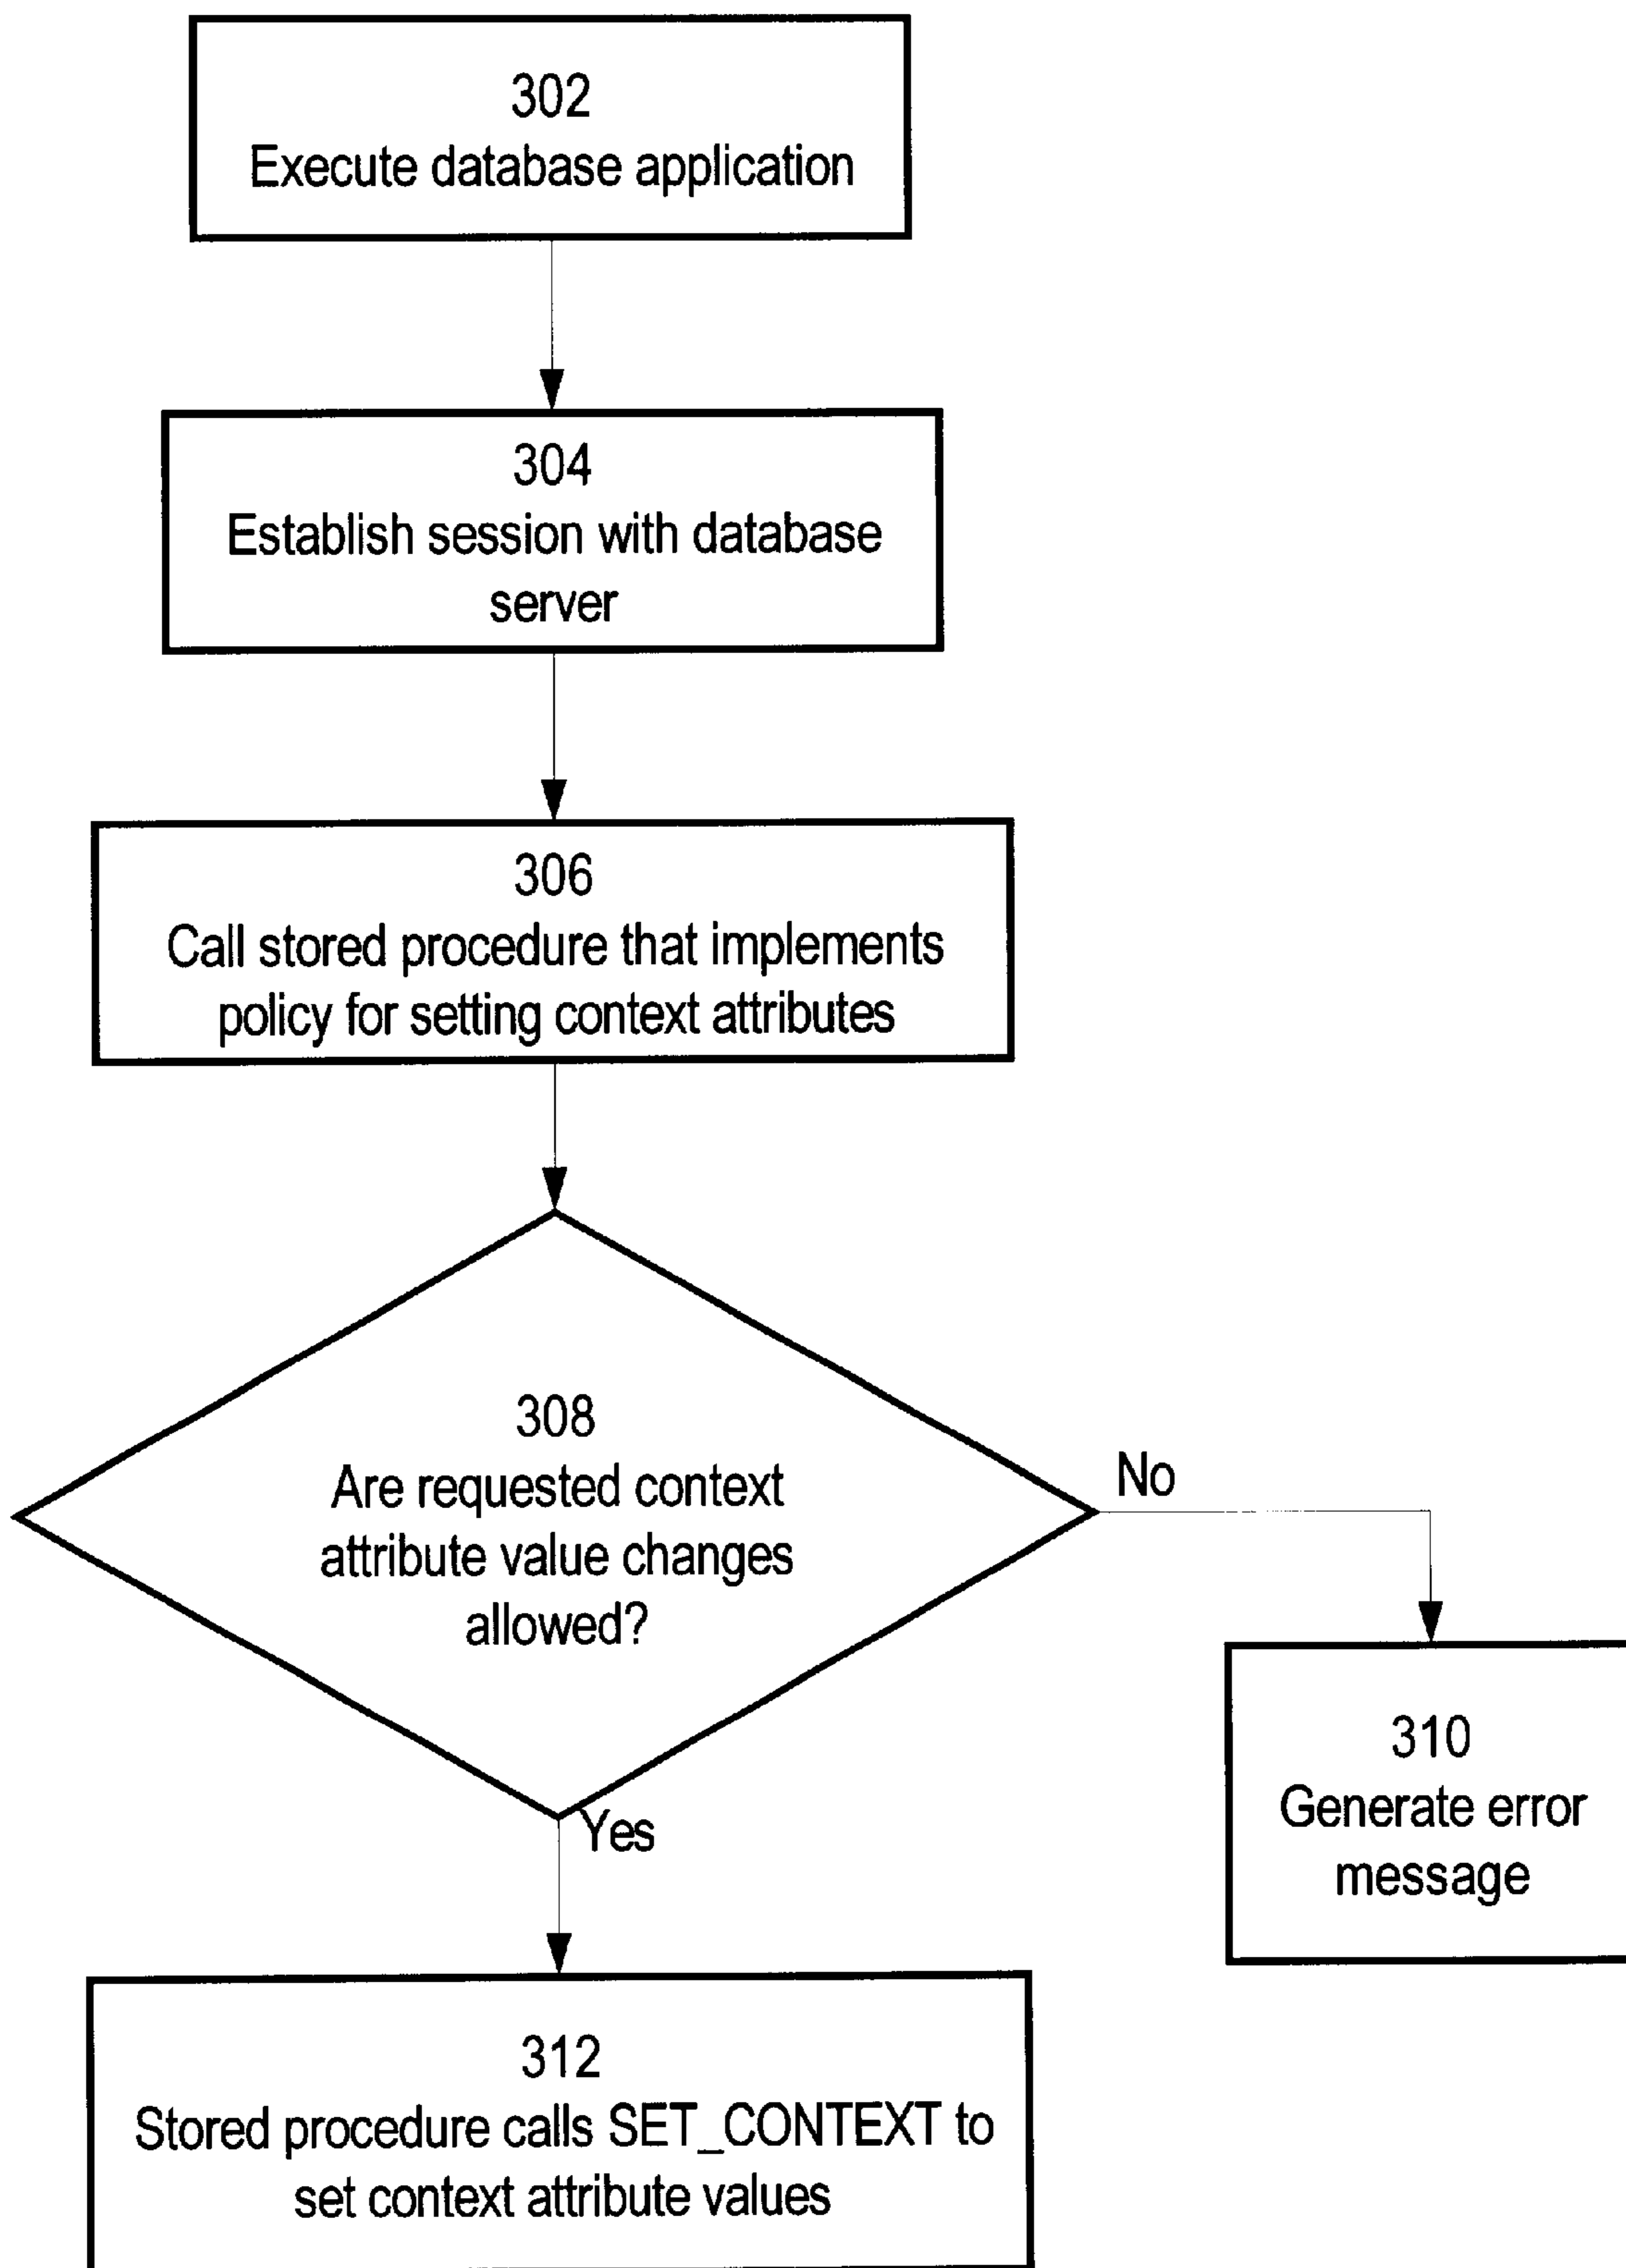 302
Execute database application
304
Establish session with database
server
306
Call stored procedure that implements
policy for setting context attributes
308
Are requested context
attribute value changes
allowed?
No
Yes
310
Generate error
message
312
Stored procedure calls SET_CONTEXT to
set context attribute values